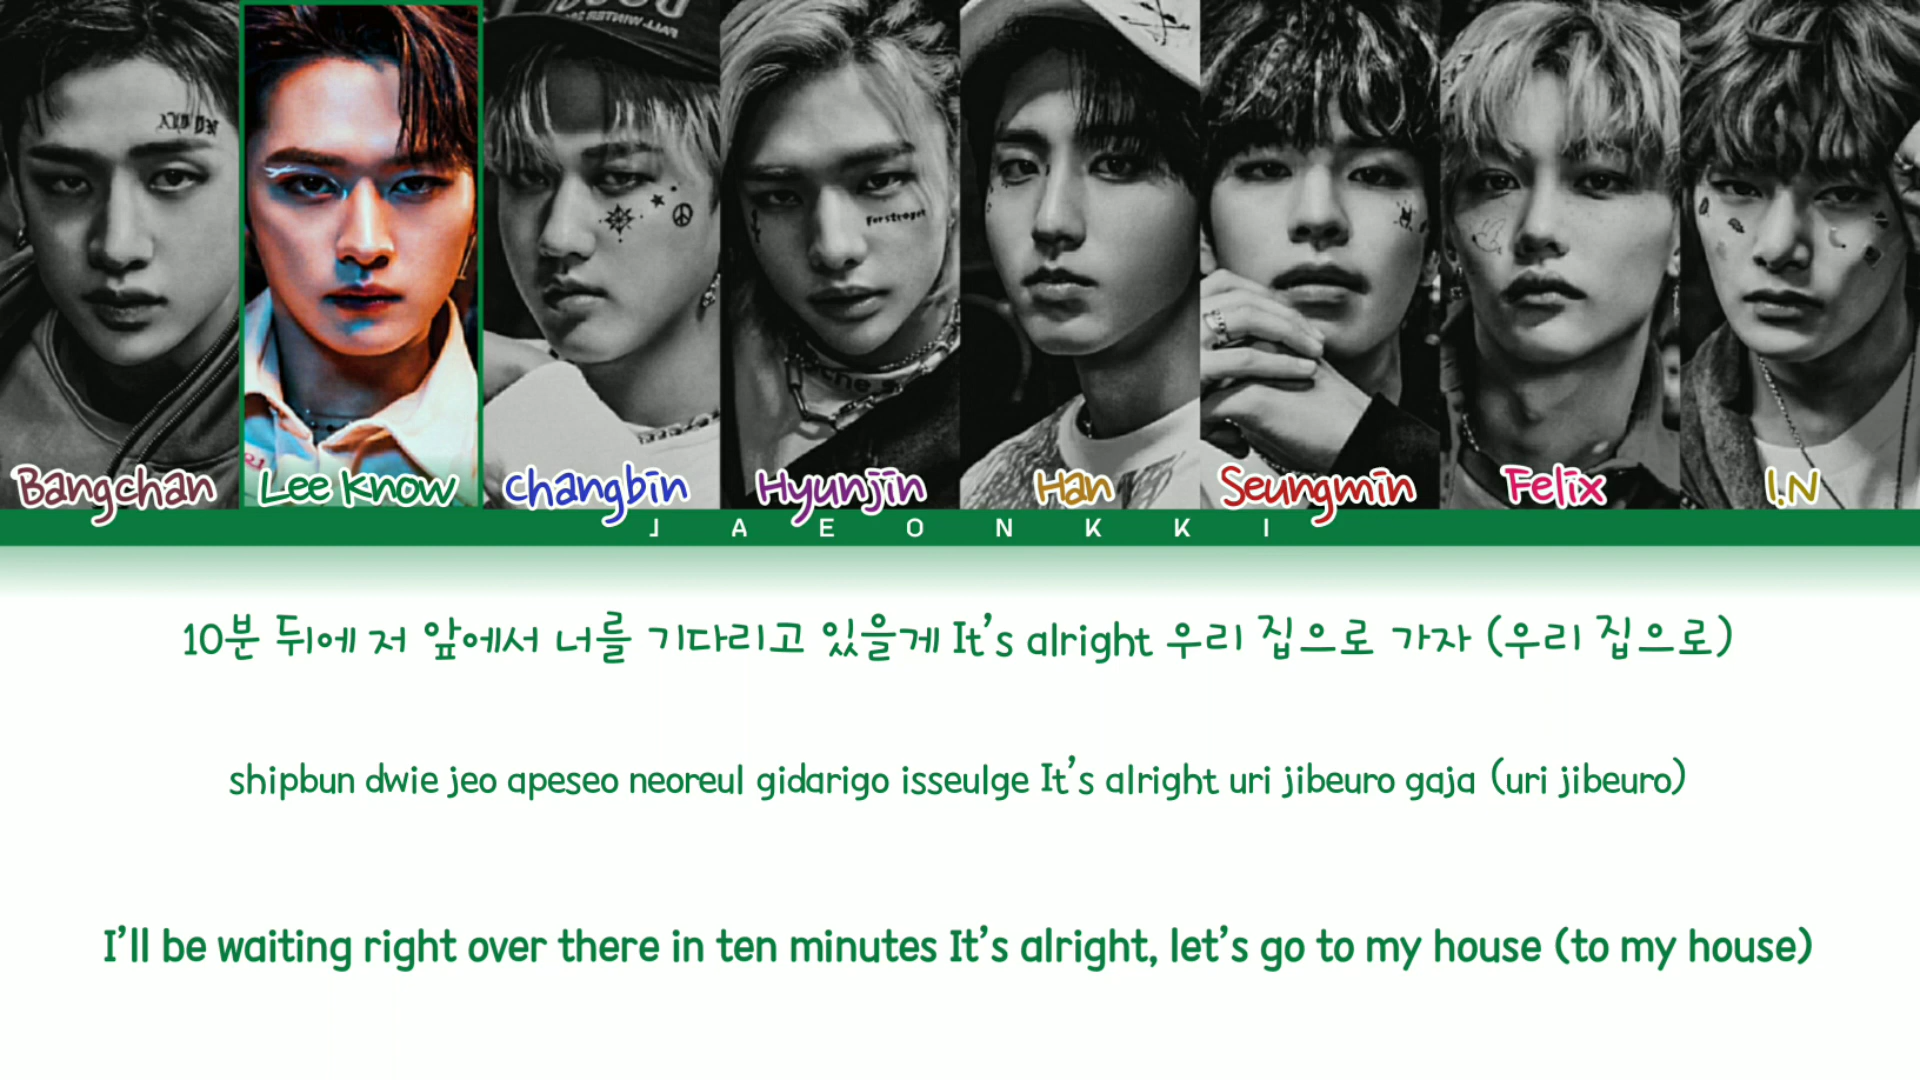 Bangchan
Lee Know
Changbin
Hyunjin
Han
Seungmin
Felix
I.N
JAEONKKI
10분 뒤에 저 앞에서 너를 기다리고 있을게 It's alright 우리 집으로 가자 (우리 집으로)
shipbun dwie jeo apeseo neoreul gidarigo isseulge It's alright uri jibeuro gaja (uri jibeuro)
I'll be waiting right over there in ten minutes It's alright, let's go to my house (to my house)